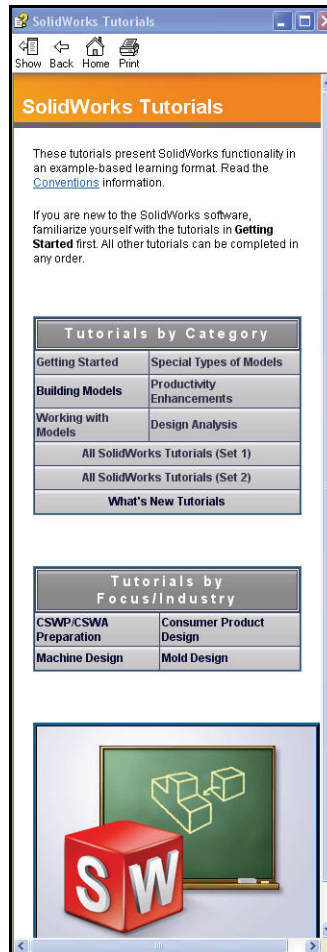 SolidWorks Tutorials
Show Back Home Print
SolidWorks Tutorials
These tutorials present SolidWorks functionality in
an example-based learning format. Read the
Conventions information.
If you are new to the SolidWorks software,
familiarize yourself with the tutorials in Getting
Started first. All other tutorials can be completed in
any order.
Tutorials by Category
Getting Started Special Types of Models
Building Models Productivity
Enhancements
Working with
Models Design Analysis
All SolidWorks Tutorials (Set 1)
All SolidWorks Tutorials (Set 2)
What's New Tutorials
Tutorials by
Focus/Industry
CSWP/CSWA
Preparation
Consumer Product
Design
Machine Design Mold Design
S W